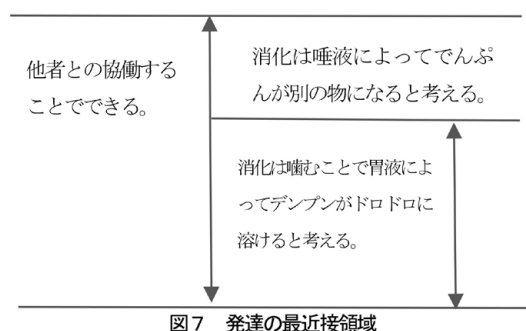 他者との協働する
ことでできる。
消化は唾液によってでんぷ
んが別の物になると考える。
消化は噛むことで胃液によ
ってデンプンがドロドロに
溶けると考える。
図７　発達の最近接領域